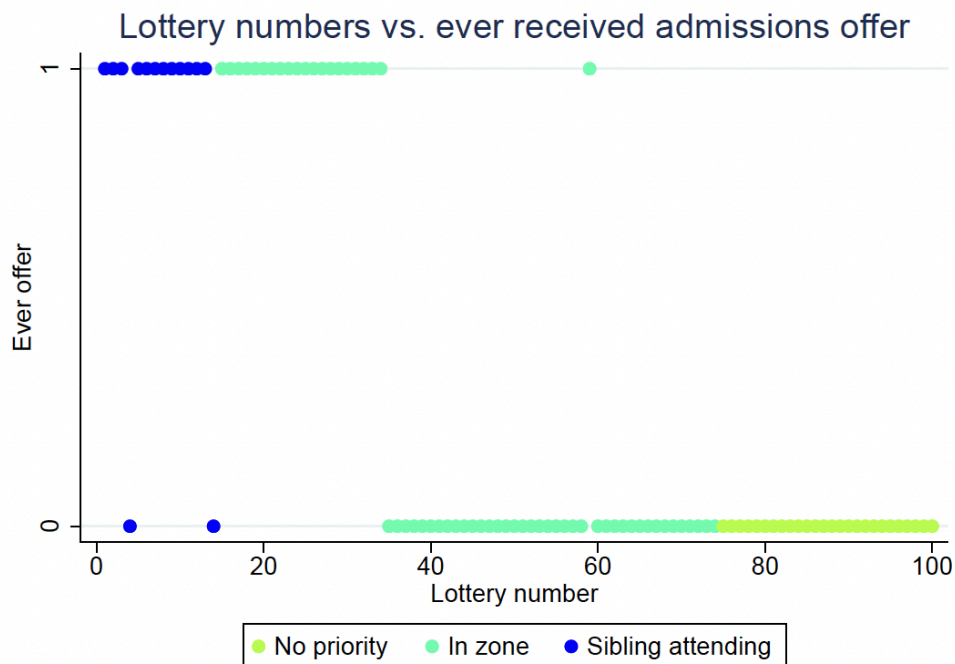 Lottery numbers vs. ever received admissions offer
1
Ever offer
0
0 20 40 60 80 100
Lottery number
No priority In zone Sibling attending